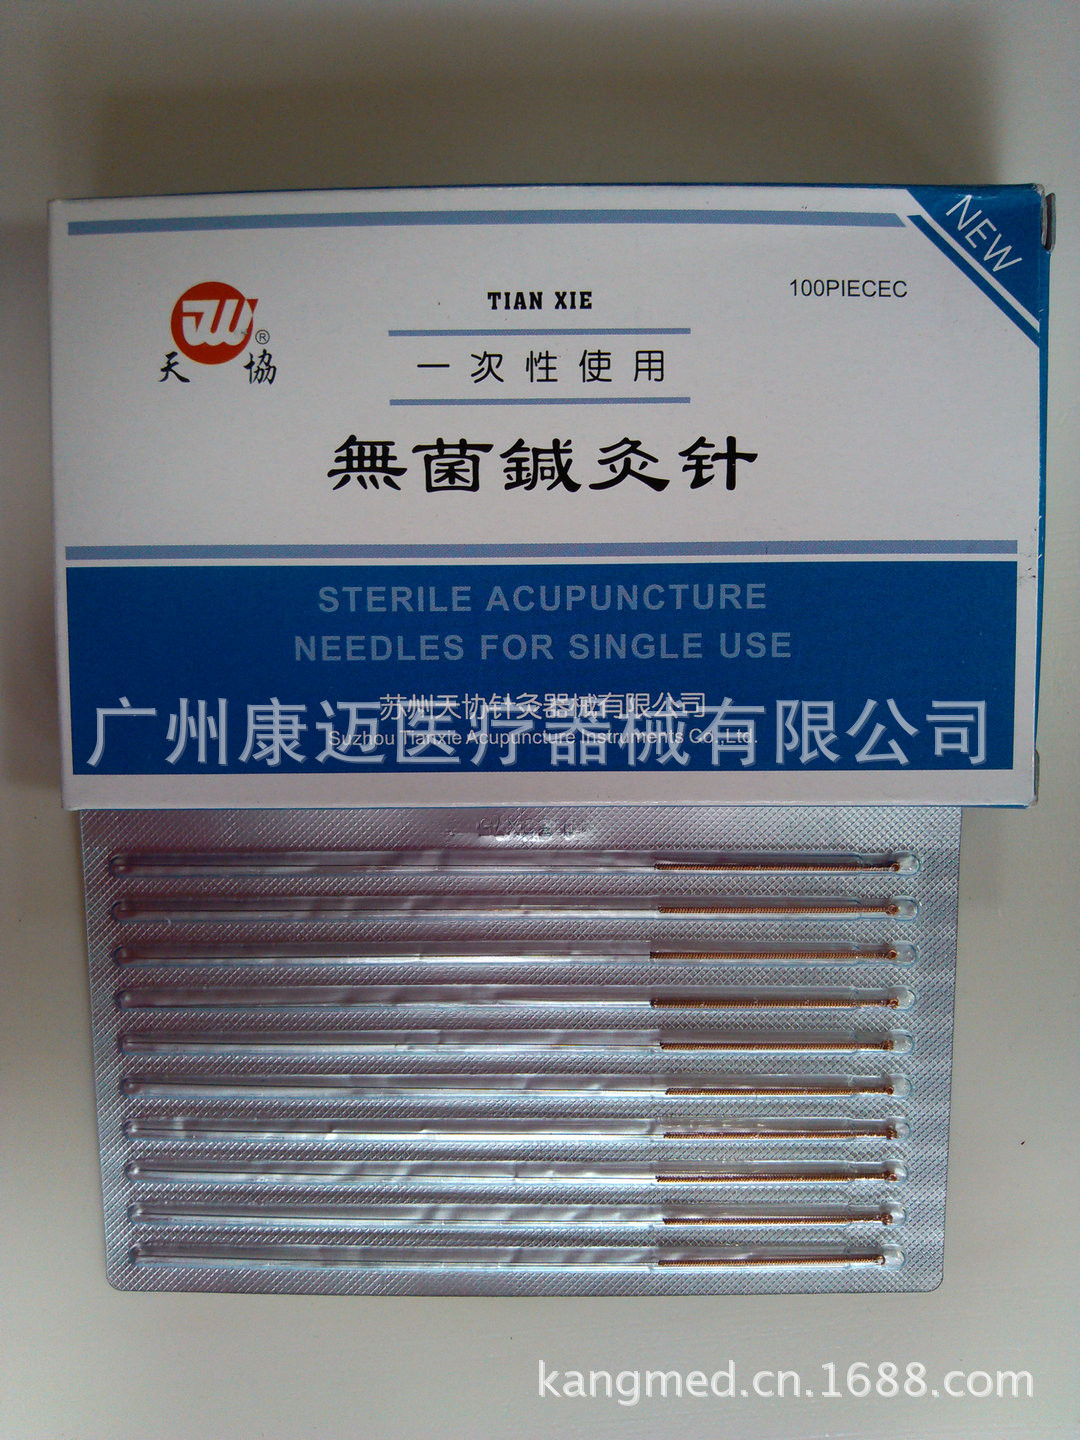 NEW
TIAN XIE
100PIECEC
®
天協
一次性使用
無菌鍼灸针
STERILE ACUPUNCTURE
NEEDLES FOR SINGLE USE
苏州天协针灸器械有限公司
广州康迈医疗器械有限公司
Suzhou Tianxie Acupuncture Instruments Co.,Ltd.
kangmed.cn.1688.com